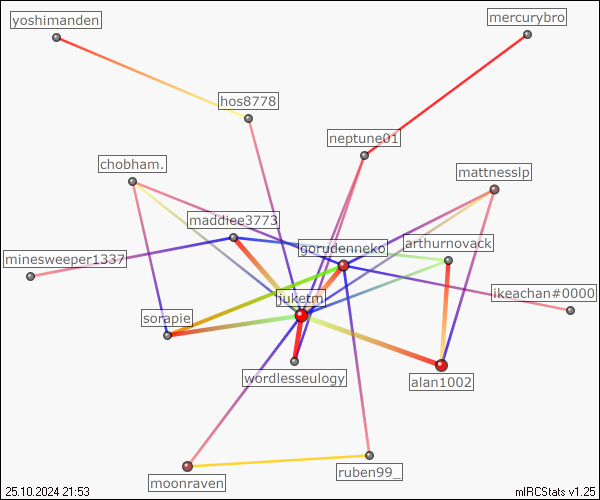 yoshimanden
mercurybro
hos8778
neptune01
chobham.
mattnesslp
maddiee3773
gorudenneko
arthurnovack
minesweeper1337
ikeachan#0000
juketm
sorapie
wordlesseulogy
alan1002
ruben99_
moonraven
25.10.2024 21:53
mIRCStats v1.25